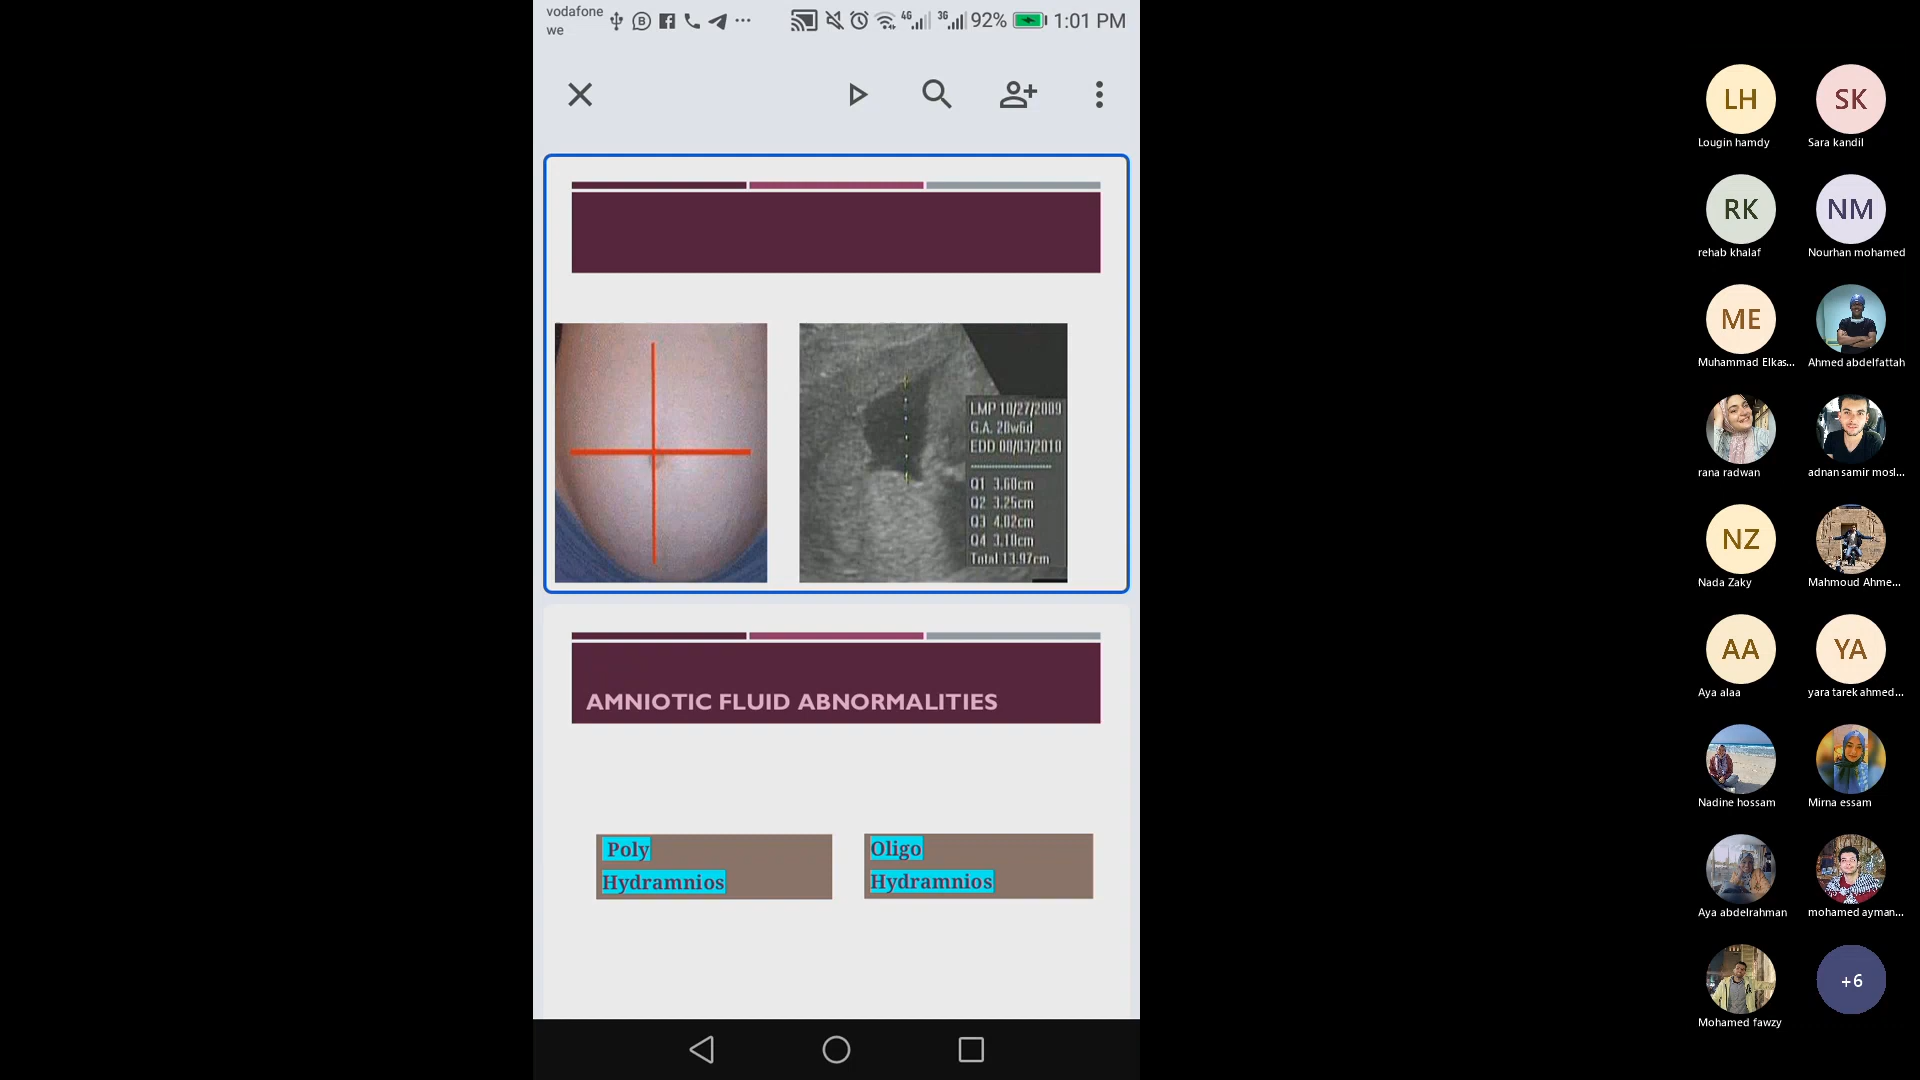 vodafone
we
4G
3G
92%
1:01 PM
LMP 10/27/2009
G.A. 20w6d
EDD 08/03/2010
Q1 3.60cm
Q2 3.25cm
Q3 4.02cm
Q4 3.10cm
Total 13.97cm
AMNIOTIC FLUID ABNORMALITIES
Poly
Hydramnios
Oligo
Hydramnios
LH
Lougin hamdy
SK
Sara kandil
RK
rehab khalaf
NM
Nourhan mohamed
ME
Muhammad Elkas...
Ahmed abdelfattah
rana radwan
adnan samir mosl...
NZ
Nada Zaky
Mahmoud Ahme...
AA
Aya alaa
YA
yara tarek ahmed...
Nadine hossam
Mirna essam
Aya abdelrahman
mohamed ayman...
Mohamed fawzy
+6